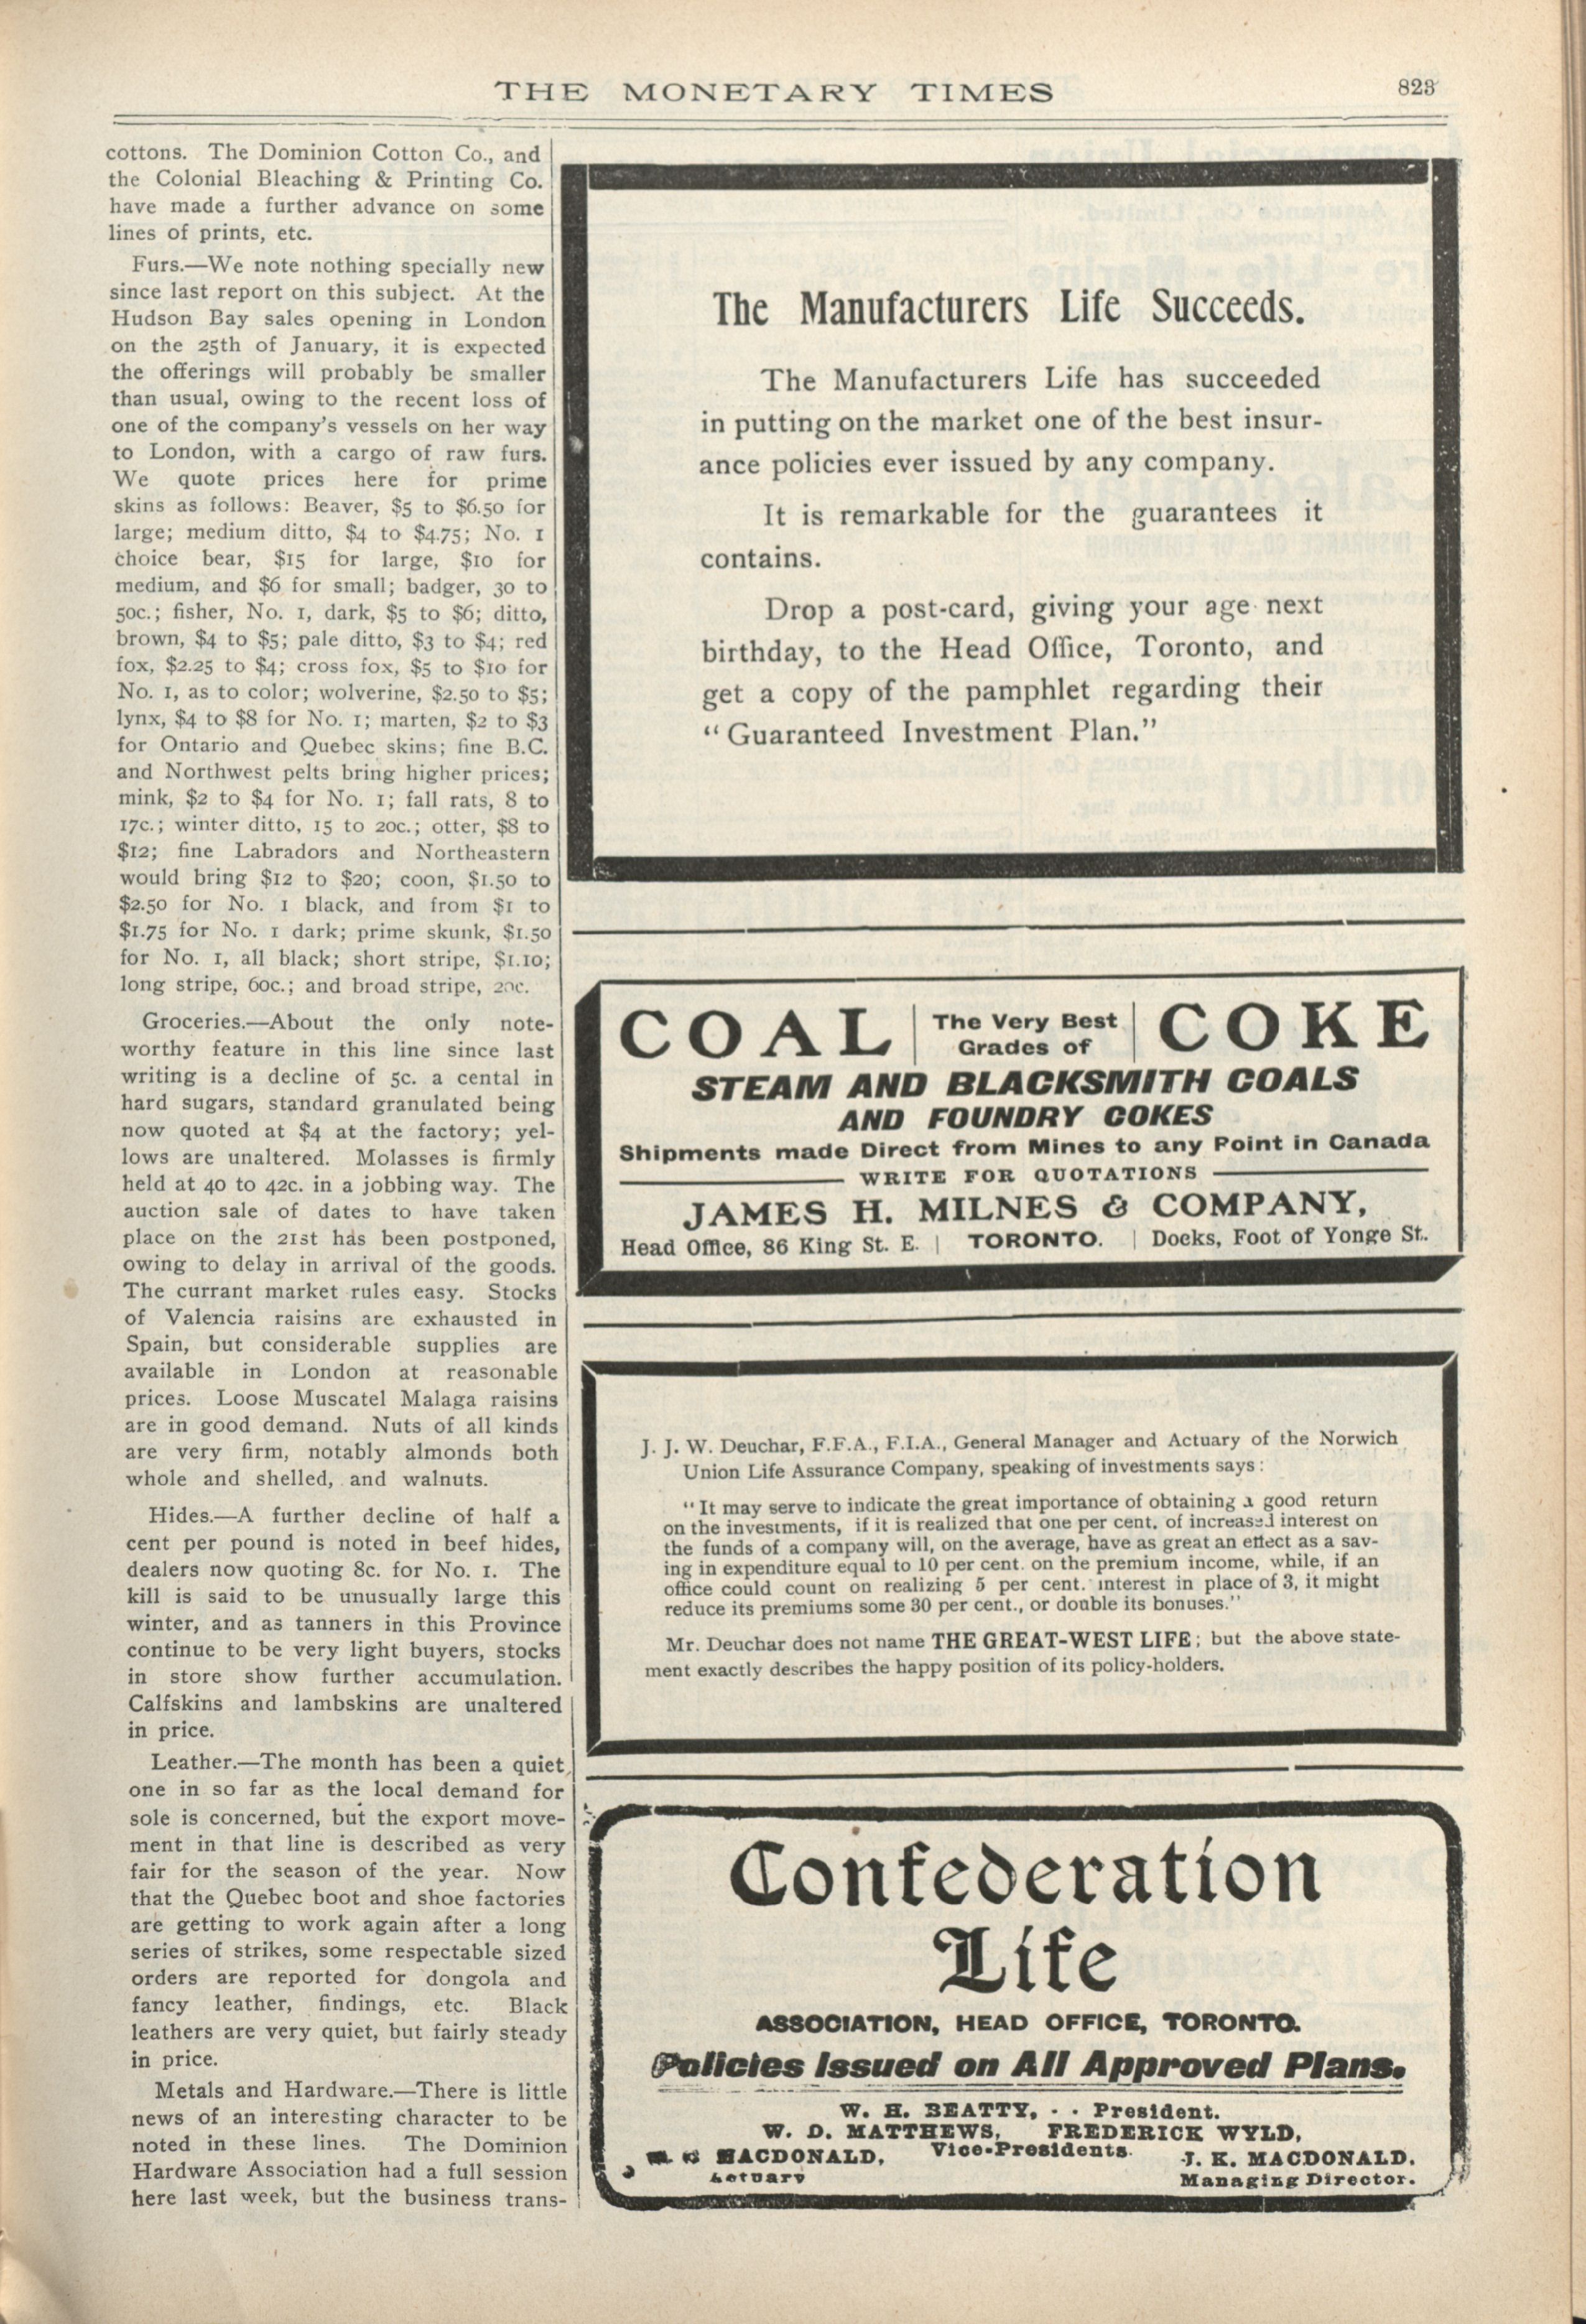 THE MONETARY TIMES
823
cottons. The Dominion Cotton Co., and
the Colonial Bleaching & Printing Co.
have made a further advance on some
lines of prints, etc.
Furs.—We note nothing specially new
since last report on this subject. At the
Hudson Bay sales opening in London
on the 25th of January, it is expected
the offerings will probably be smaller
than usual, owing to the recent loss of
one of the company's vessels on her way
to London, with a cargo of raw furs.
We quote prices here for prime
skins as follows: Beaver, $5 to $6.50 for
large; medium ditto, $4 to $4.75; No. 1
choice bear, $15 for large, $10 for
medium, and $6 for small; badger, 30 to
50c.; fisher, No. 1, dark, $5 to $6; ditto,
brown, $4 to $5; pale ditto, $3 to $4; red
fox, $2.25 to $4; cross fox, $5 to $10 for
No. 1, as to color; wolverine, $2.50 to $5;
lynx, $4 to $8 for No. 1; marten, $2 to $3
for Ontario and Quebec skins; fine B.C.
and Northwest pelts bring higher prices;
mink, $2 to $4 for No. 1; fall rats, 8 to
17c.; winter ditto, 15 to 20c.; otter, $8 to
$12; fine Labradors and Northeastern
would bring $12 to $20; coon, $1.50 to
$2.50 for No. 1 black, and from $1 to
$1.75 for No. 1 dark; prime skunk, $1.50
for No. 1, all black; short stripe, $1.10;
long stripe, 60c.; and broad stripe, 20c.
Groceries.—About the only note-
worthy feature in this line since last
writing is a decline of 5c. a cental in
hard sugars, standard granulated being
now quoted at $4 at the factory; yel-
lows are unaltered. Molasses is firmly
held at 40 to 42c. in a jobbing way. The
auction sale of dates to have taken
place on the 21st has been postponed,
owing to delay in arrival of the goods.
The currant market rules easy. Stocks
of Valencia raisins are exhausted in
Spain, but considerable supplies are
available in London at reasonable
prices. Loose Muscatel Malaga raisins
are in good demand. Nuts of all kinds
are very firm, notably almonds both
whole and shelled, and walnuts.
Hides.—A further decline of half a
cent per pound is noted in beef hides,
dealers now quoting 8c. for No. 1. The
kill is said to be unusually large this
winter, and as tanners in this Province
continue to be very light buyers, stocks
in store show further accumulation.
Calfskins and lambskins are unaltered
in price.
Leather.—The month has been a quiet
one in so far as the local demand for
sole is concerned, but the export move-
ment in that line is described as very
fair for the season of the year. Now
that the Quebec boot and shoe factories
are getting to work again after a long
series of strikes, some respectable sized
orders are reported for dongola and
fancy leather, findings, etc. Black
leathers are very quiet, but fairly steady
in price.
Metals and Hardware.—There is little
news of an interesting character to be
noted in these lines. The Dominion
Hardware Association had a full session
here last week, but the business trans-
The Manufacturers Life Succeeds.
The Manufacturers Life has succeeded
in putting on the market one of the best insur-
ance policies ever issued by any company.
It is remarkable for the guarantees it
contains.
Drop a post-card, giving your age next
birthday, to the Head Office, Toronto, and
get a copy of the pamphlet regarding their
"Guaranteed Investment Plan."
COAL | The Very Best Grades of | COKE
STEAM AND BLACKSMITH COALS
AND FOUNDRY COKES
Shipments made Direct from Mines to any Point in Canada
WRITE FOR QUOTATIONS
JAMES H. MILNES & COMPANY,
Head Office, 86 King St. E. | TORONTO. | Docks, Foot of Yonge St.
J. J. W. Deuchar, F.F.A., F.I.A., General Manager and Actuary of the Norwich
Union Life Assurance Company, speaking of investments says:
"It may serve to indicate the great importance of obtaining a good return
on the investments, if it is realized that one per cent. of increased interest on
the funds of a company will, on the average, have as great an effect as a sav-
ing in expenditure equal to 10 per cent. on the premium income, while, if an
office could count on realizing 5 per cent. interest in place of 3, it might
reduce its premiums some 30 per cent., or double its bonuses."
Mr. Deuchar does not name THE GREAT-WEST LIFE; but the above state-
ment exactly describes the happy position of its policy-holders.
Confederation
Life
ASSOCIATION, HEAD OFFICE, TORONTO.
Policies Issued on All Approved Plans.
W. H. BEATTY, - - President.
W. D. MATTHEWS, FREDERICK WYLD,
Vice-Presidents.
MACDONALD, J. K. MACDONALD.
Actuary Managing Director.